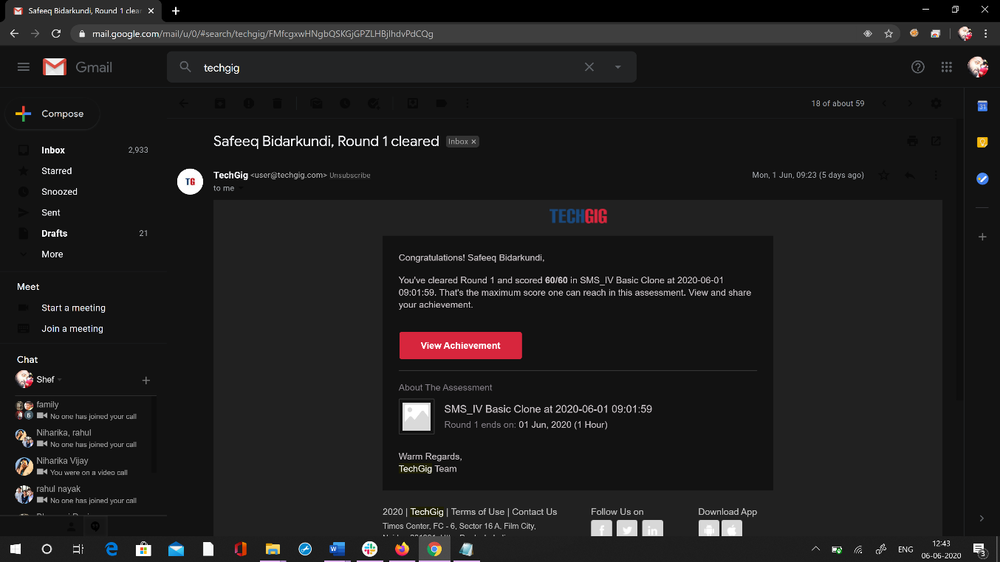 Safeeq Bidarkundi, Round 1 clear
mail.google.com/mail/u/0/#search/techgig/FMfcgxwHNgbQSKGjGPZLHBJlhdvPdCQg
Gmail
techgig
Compose
18 of about 59
31
Safeeq Bidarkundi, Round 1 cleared Inbox x
Inbox 2,933
Starred
Snoozed
Sent
Drafts 21
More
TG
TechGig <user@techgig.com> Unsubscribe
Mon, 1 Jun, 09:23 (5 days ago)
to me
TECHGIG
Congratulations! Safeeq Bidarkundi,
You've cleared Round 1 and scored 60/60 in SMS_IV Basic Clone at 2020-06-01
09:01:59. That's the maximum score one can reach in this assessment. View and share
your achievement.
View Achievement
About The Assessment
SMS_IV Basic Clone at 2020-06-01 09:01:59
Round 1 ends on: 01 Jun, 2020 (1 Hour)
Warm Regards,
TechGig Team
2020 | TechGig | Terms of Use | Contact Us
Times Center, FC - 6, Sector 16 A, Film City,
Follow Us on
Download App
Meet
Start a meeting
Join a meeting
Chat
Shef
family
6
No one has joined your call
Niharika, rahul
No one has joined your call
Niharika Vijay
You were on a video call
rahul nayak
No one has joined your call
ENG
12:43
06-06-2020
3